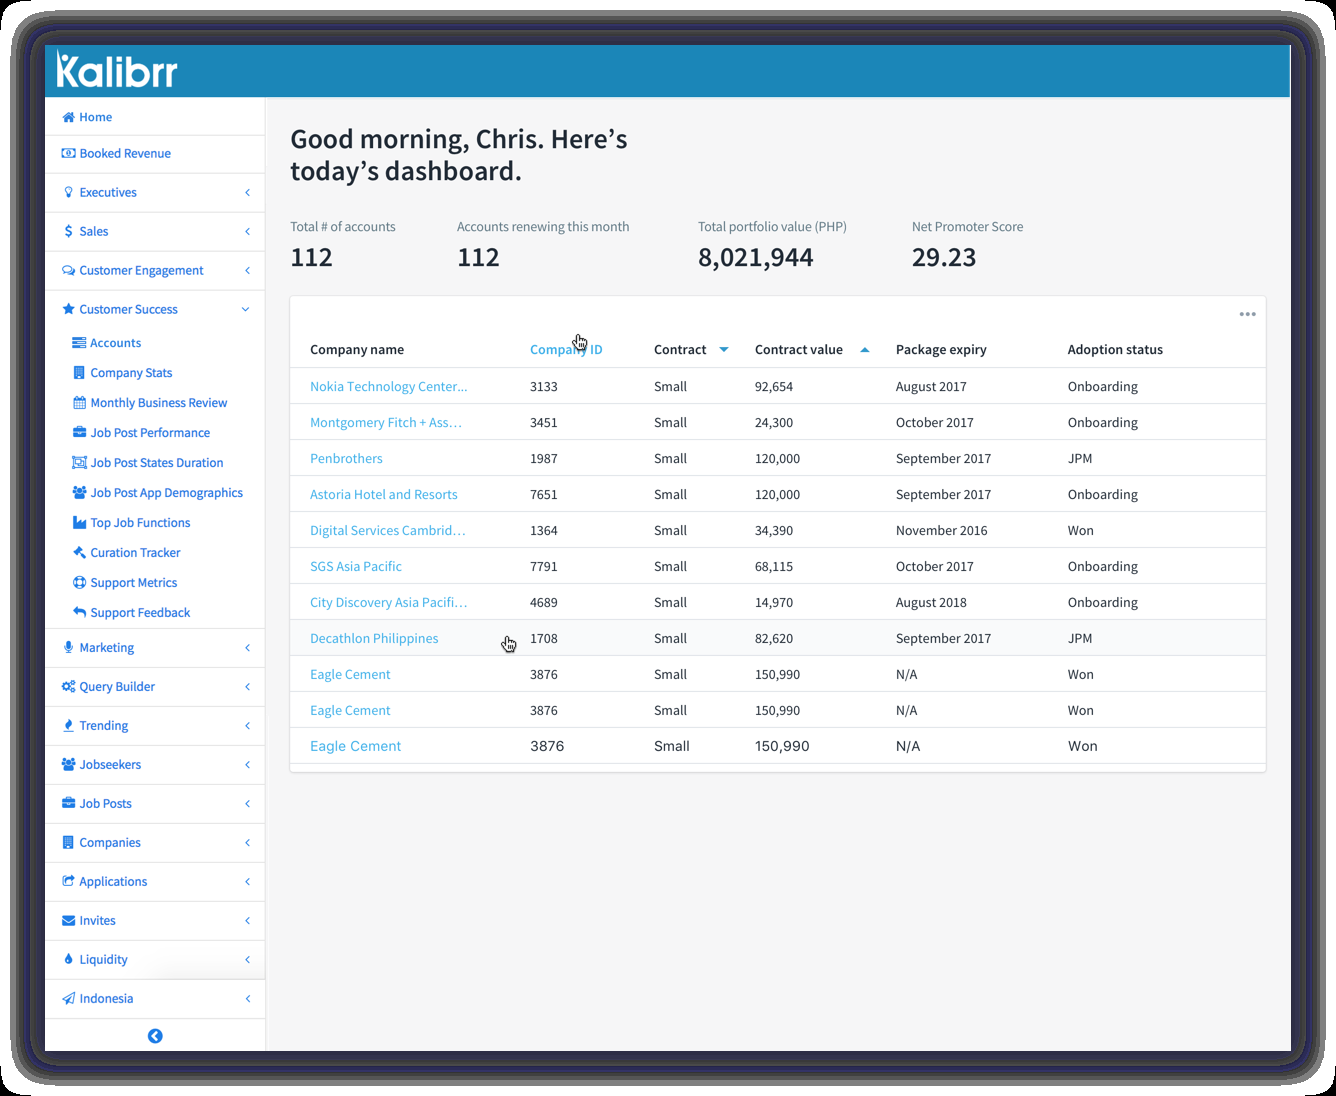 Kalibrr
Home
Booked Revenue
Executives
Sales
Customer Engagement
Customer Success
Accounts
Company Stats
Monthly Business Review
Job Post Performance
Job Post States Duration
Job Post App Demographics
Top Job Functions
Curation Tracker
Support Metrics
Support Feedback
Marketing
Query Builder
Trending
Jobseekers
Job Posts
Companies
Applications
Invites
Liquidity
Indonesia
Good morning, Chris. Here’s
today’s dashboard.
Total # of accounts Accounts renewing this month Total portfolio value (PHP) Net Promoter Score
112 112 8,021,944 29.23
Company name Company ID Contract Contract value Package expiry Adoption status
Nokia Technology Center... 3133 Small 92,654 August 2017 Onboarding
Montgomery Fitch + Ass... 3451 Small 24,300 October 2017 Onboarding
Penbrothers 1987 Small 120,000 September 2017 JPM
Astoria Hotel and Resorts 7651 Small 120,000 September 2017 Onboarding
Digital Services Cambrid... 1364 Small 34,390 November 2016 Won
SGS Asia Pacific 7791 Small 68,115 October 2017 Onboarding
City Discovery Asia Pacifi... 4689 Small 14,970 August 2018 Onboarding
Decathlon Philippines 1708 Small 82,620 September 2017 JPM
Eagle Cement 3876 Small 150,990 N/A Won
Eagle Cement 3876 Small 150,990 N/A Won
Eagle Cement 3876 Small 150,990 N/A Won